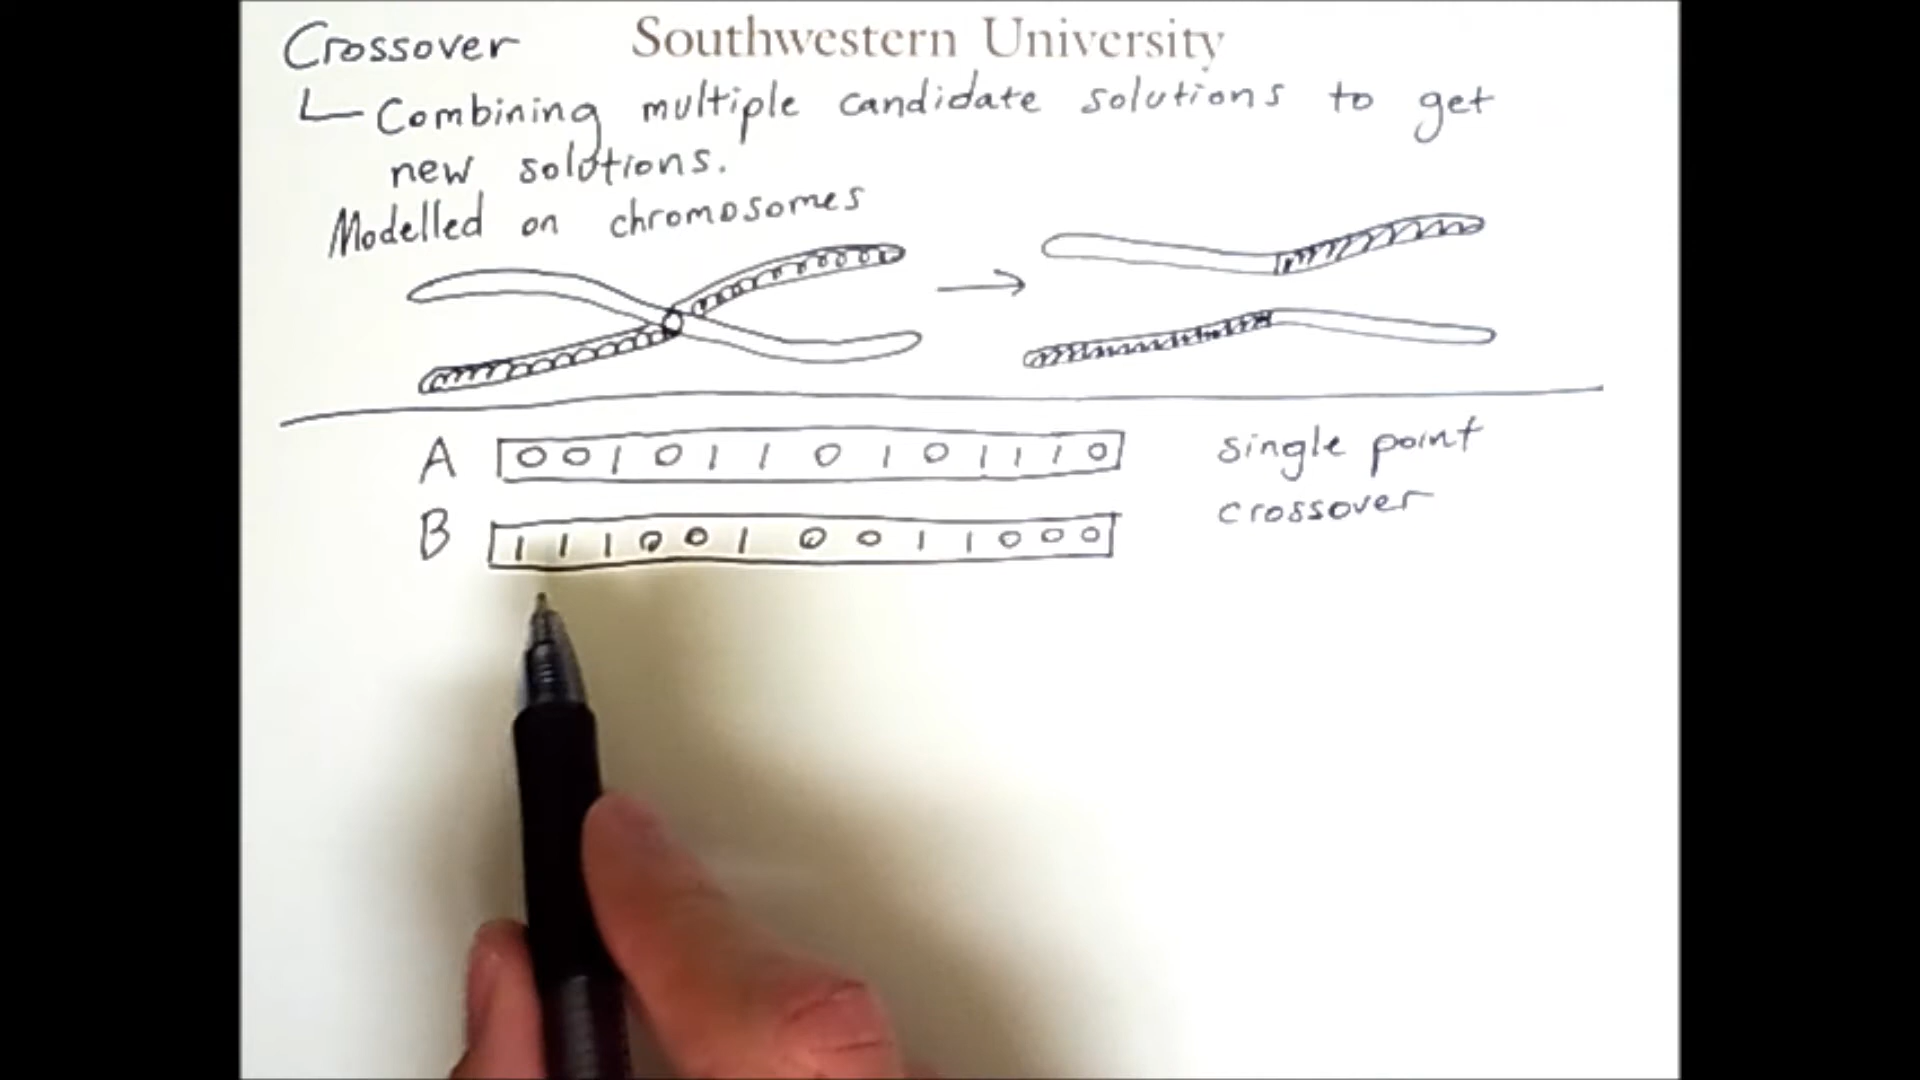 Crossover
Southwestern University
Combining multiple candidate solutions to get
new solutions.
Modelled on chromosomes
A 0 0 1 0 1 1 0 1 0 1 1 1 0
B 1 1 1 0 0 1 0 0 1 1 0 0 0
single point
crossover